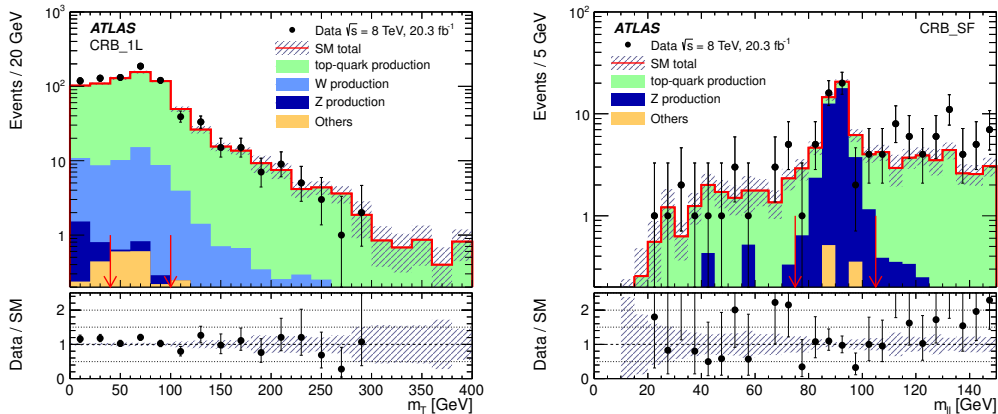 ATLAS
CRB_1L
Data √s = 8 TeV, 20.3 fb⁻¹
SM total
top-quark production
W production
Z production
Others
Events / 20 GeV
10³
10²
10
1
Data / SM
2
1
0
0 50 100 150 200 250 300 350 400
m_T [GeV]
ATLAS
CRB_SF
Data √s = 8 TeV, 20.3 fb⁻¹
SM total
top-quark production
Z production
Others
Events / 5 GeV
10²
10
1
Data / SM
2
1
0
0 20 40 60 80 100 120 140
m_ll [GeV]